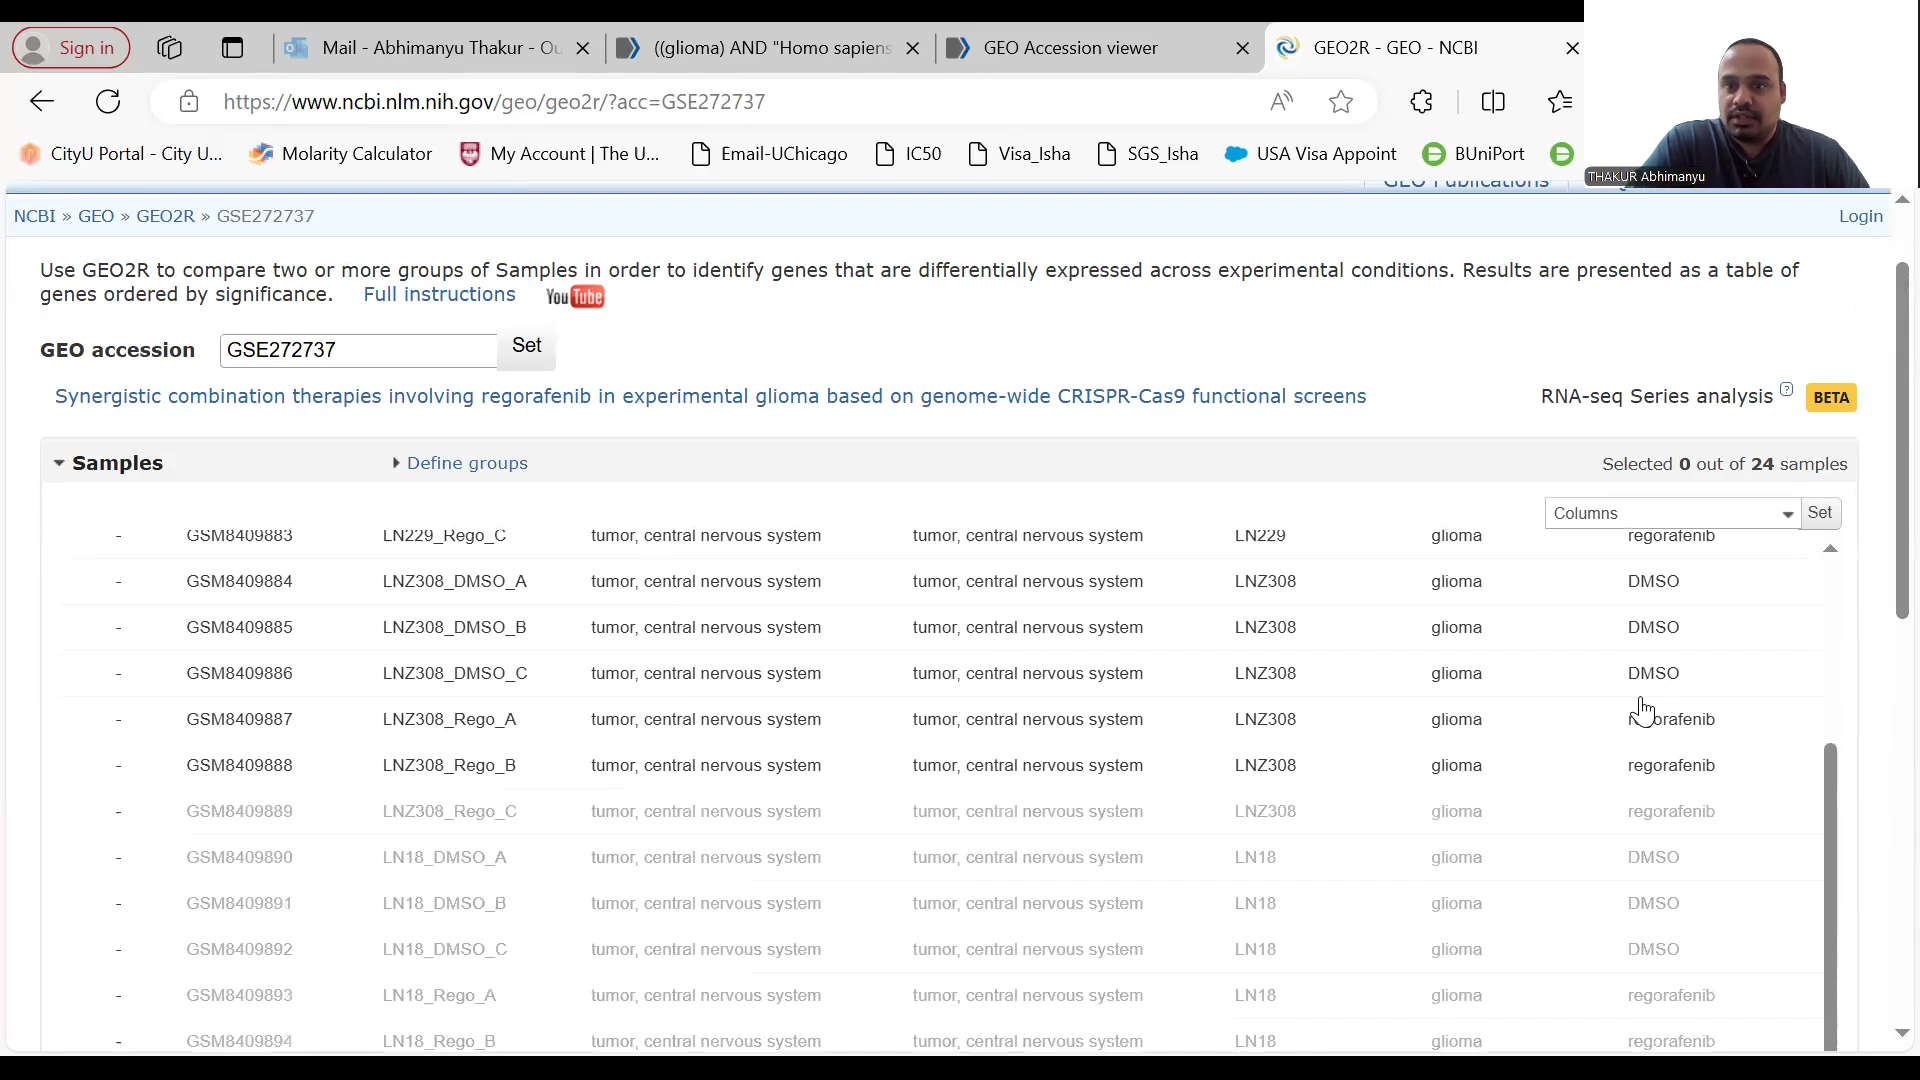 Sign in
Mail - Abhimanyu Thakur - Ou
((glioma) AND "Homo sapiens
GEO Accession viewer
GEO2R - GEO - NCBI
https://www.ncbi.nlm.nih.gov/geo/geo2r/?acc=GSE272737
CityU Portal - City U...
Molarity Calculator
My Account | The U...
Email-UChicago
IC50
Visa_Isha
SGS_Isha
USA Visa Appoint
BUniPort
THAKUR Abhimanyu
GEO Publications
NCBI » GEO » GEO2R » GSE272737
Login
Use GEO2R to compare two or more groups of Samples in order to identify genes that are differentially expressed across experimental conditions. Results are presented as a table of
genes ordered by significance. Full instructions YouTube
GEO accession GSE272737 Set
Synergistic combination therapies involving regorafenib in experimental glioma based on genome-wide CRISPR-Cas9 functional screens
RNA-seq Series analysis ? BETA
Samples Define groups Selected 0 out of 24 samples
Columns Set
- GSM8409883 LN229_Rego_C tumor, central nervous system tumor, central nervous system LN229 glioma regorafenib
- GSM8409884 LNZ308_DMSO_A tumor, central nervous system tumor, central nervous system LNZ308 glioma DMSO
- GSM8409885 LNZ308_DMSO_B tumor, central nervous system tumor, central nervous system LNZ308 glioma DMSO
- GSM8409886 LNZ308_DMSO_C tumor, central nervous system tumor, central nervous system LNZ308 glioma DMSO
- GSM8409887 LNZ308_Rego_A tumor, central nervous system tumor, central nervous system LNZ308 glioma regorafenib
- GSM8409888 LNZ308_Rego_B tumor, central nervous system tumor, central nervous system LNZ308 glioma regorafenib
- GSM8409889 LNZ308_Rego_C tumor, central nervous system tumor, central nervous system LNZ308 glioma regorafenib
- GSM8409890 LN18_DMSO_A tumor, central nervous system tumor, central nervous system LN18 glioma DMSO
- GSM8409891 LN18_DMSO_B tumor, central nervous system tumor, central nervous system LN18 glioma DMSO
- GSM8409892 LN18_DMSO_C tumor, central nervous system tumor, central nervous system LN18 glioma DMSO
- GSM8409893 LN18_Rego_A tumor, central nervous system tumor, central nervous system LN18 glioma regorafenib
- GSM8409894 LN18_Rego_B tumor, central nervous system tumor, central nervous system LN18 glioma regorafenib